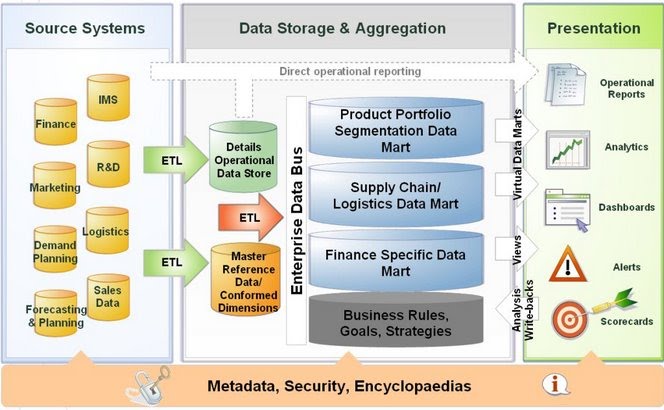 Source Systems
Data Storage & Aggregation
Presentation
IMS
Finance
R&D
Marketing
Logistics
Demand
Planning
Sales
Data
Forecasting
& Planning
ETL
ETL
Direct operational reporting
Details
Operational
Data Store
ETL
Master
Reference
Data/
Conformed
Dimensions
Enterprise Data Bus
Product Portfolio
Segmentation Data
Mart
Supply Chain/
Logistics Data Mart
Finance Specific Data
Mart
Business Rules,
Goals, Strategies
Virtual Data Marts
Views
Analysis
Write-backs
Operational
Reports
Analytics
Dashboards
Alerts
Scorecards
Metadata, Security, Encyclopaedias